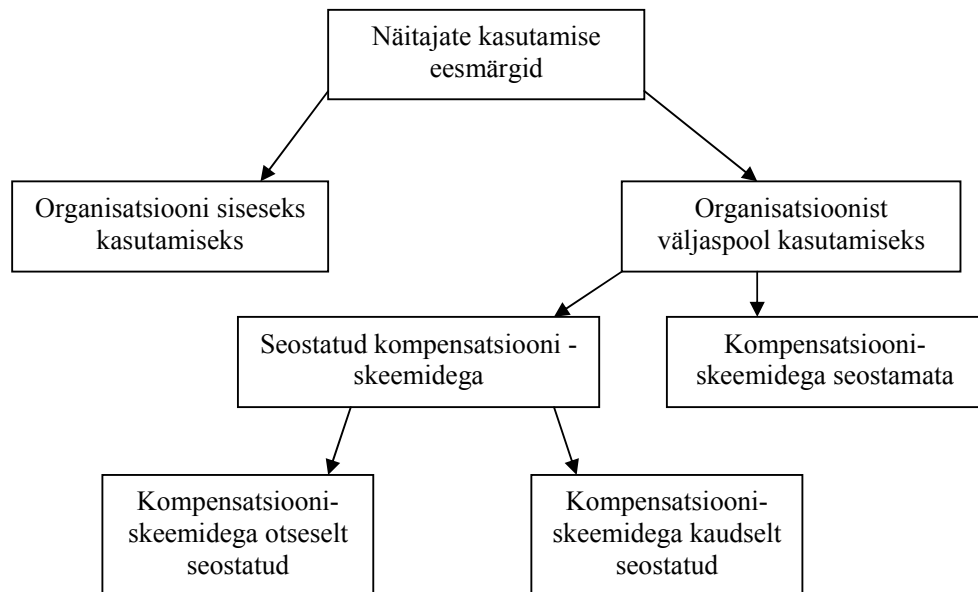 Näitajate kasutamise
eesmärgid
Organisatsiooni siseseks
kasutamiseks
Organisatsioonist
väljaspool kasutamiseks
Seostatud kompensatsiooni -
skeemidega
Kompensatsiooni-
skeemidega seostamata
Kompensatsiooni-
skeemidega otseselt
seostatud
Kompensatsiooni-
skeemidega kaudselt
seostatud